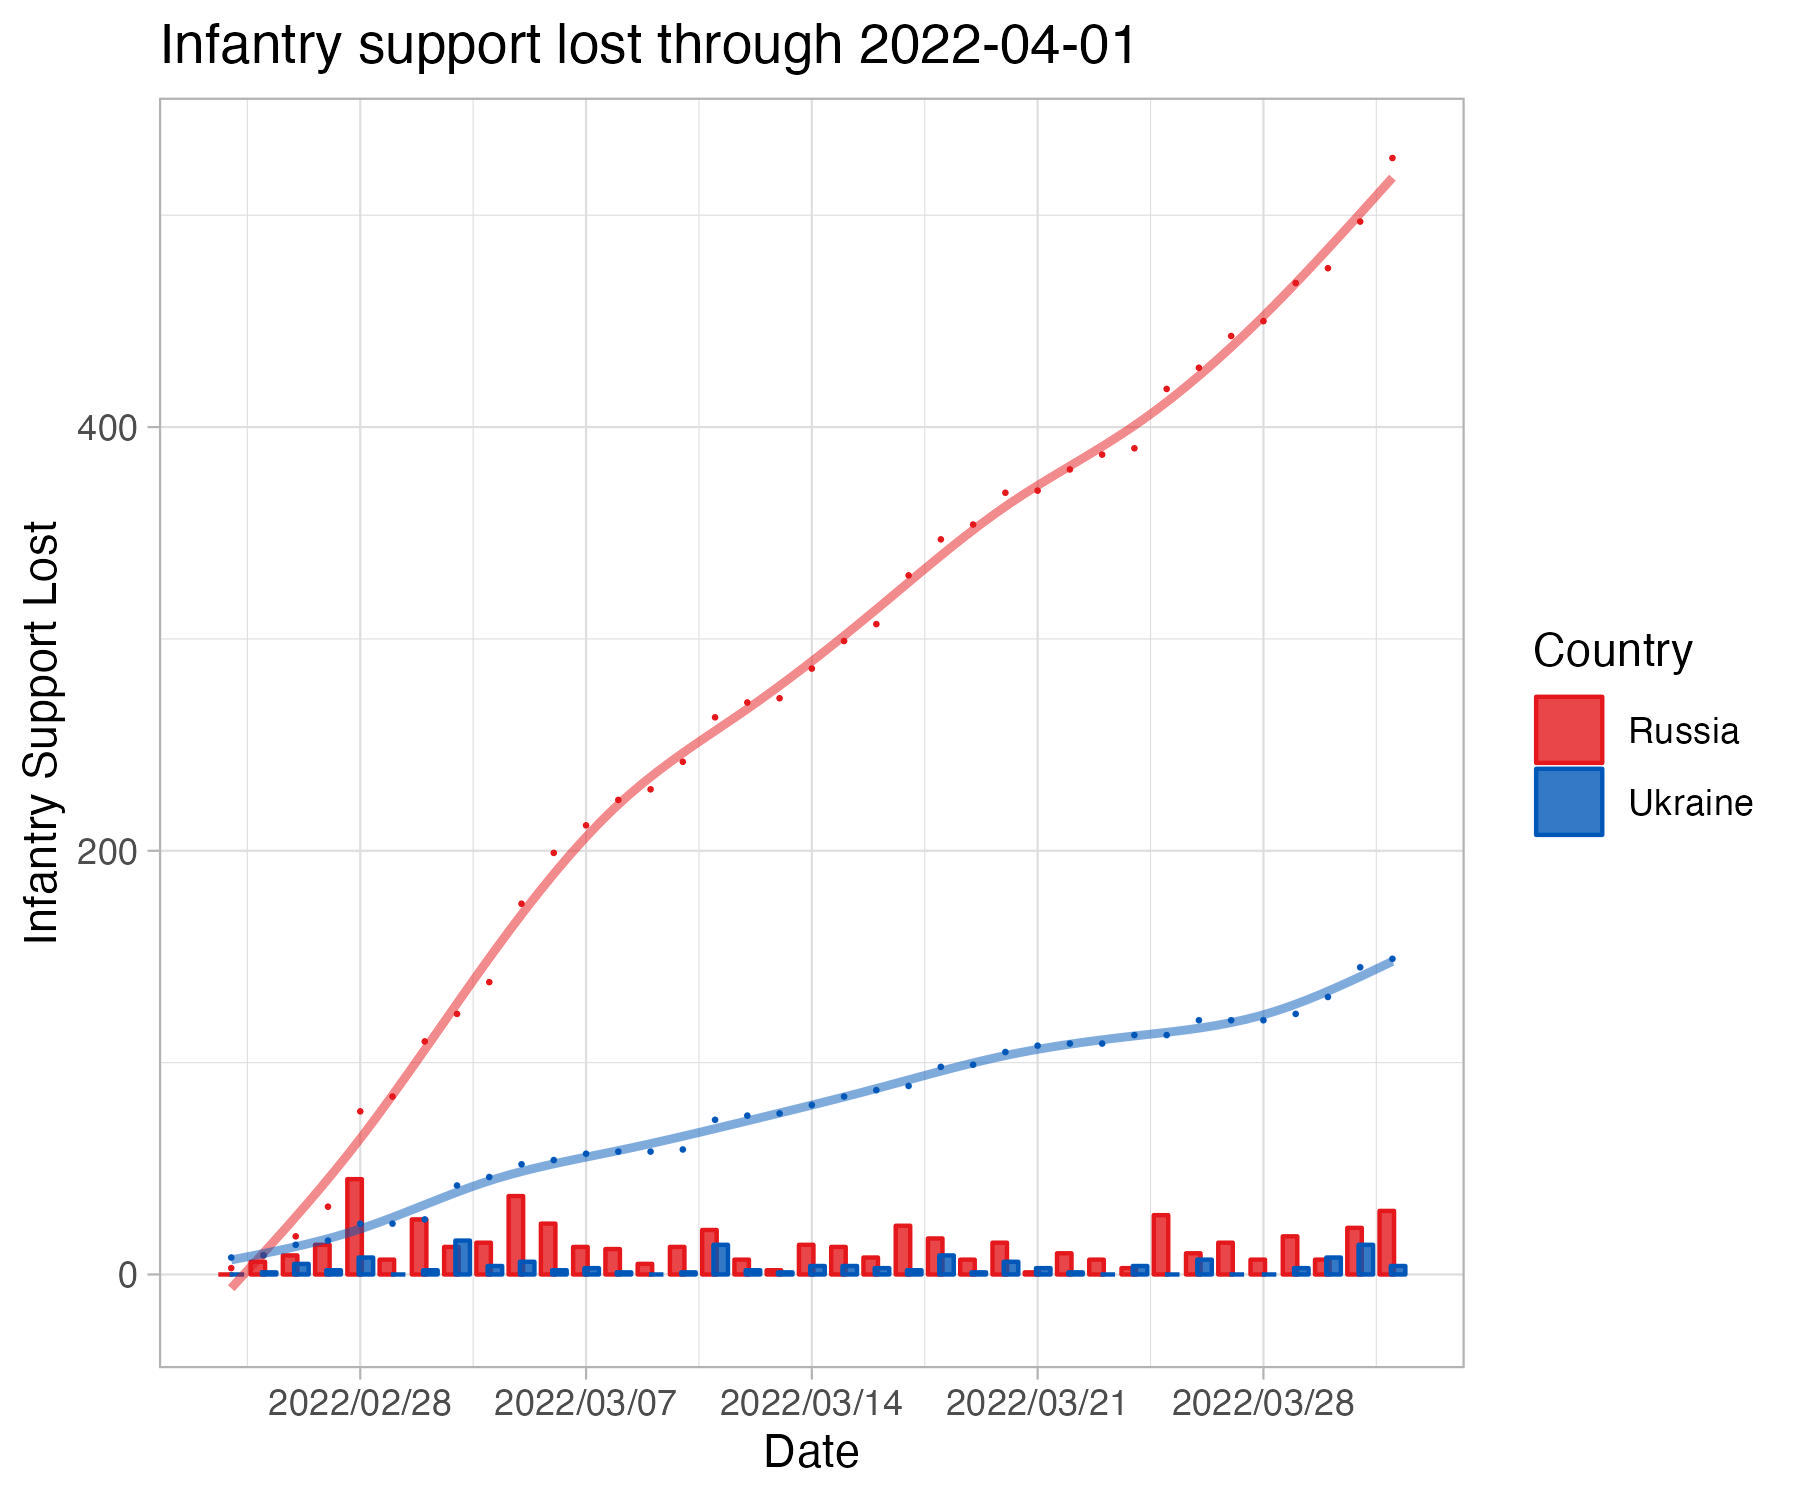 Infantry support lost through 2022-04-01
Infantry Support Lost
400
200
0
2022/02/28 2022/03/07 2022/03/14 2022/03/21 2022/03/28
Date
Country
Russia
Ukraine